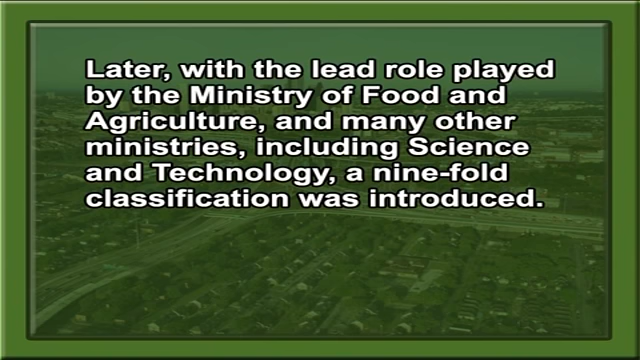 Later, with the lead role played
by the Ministry of Food and
Agriculture, and many other
ministries, including Science
and Technology, a nine-fold
classification was introduced.